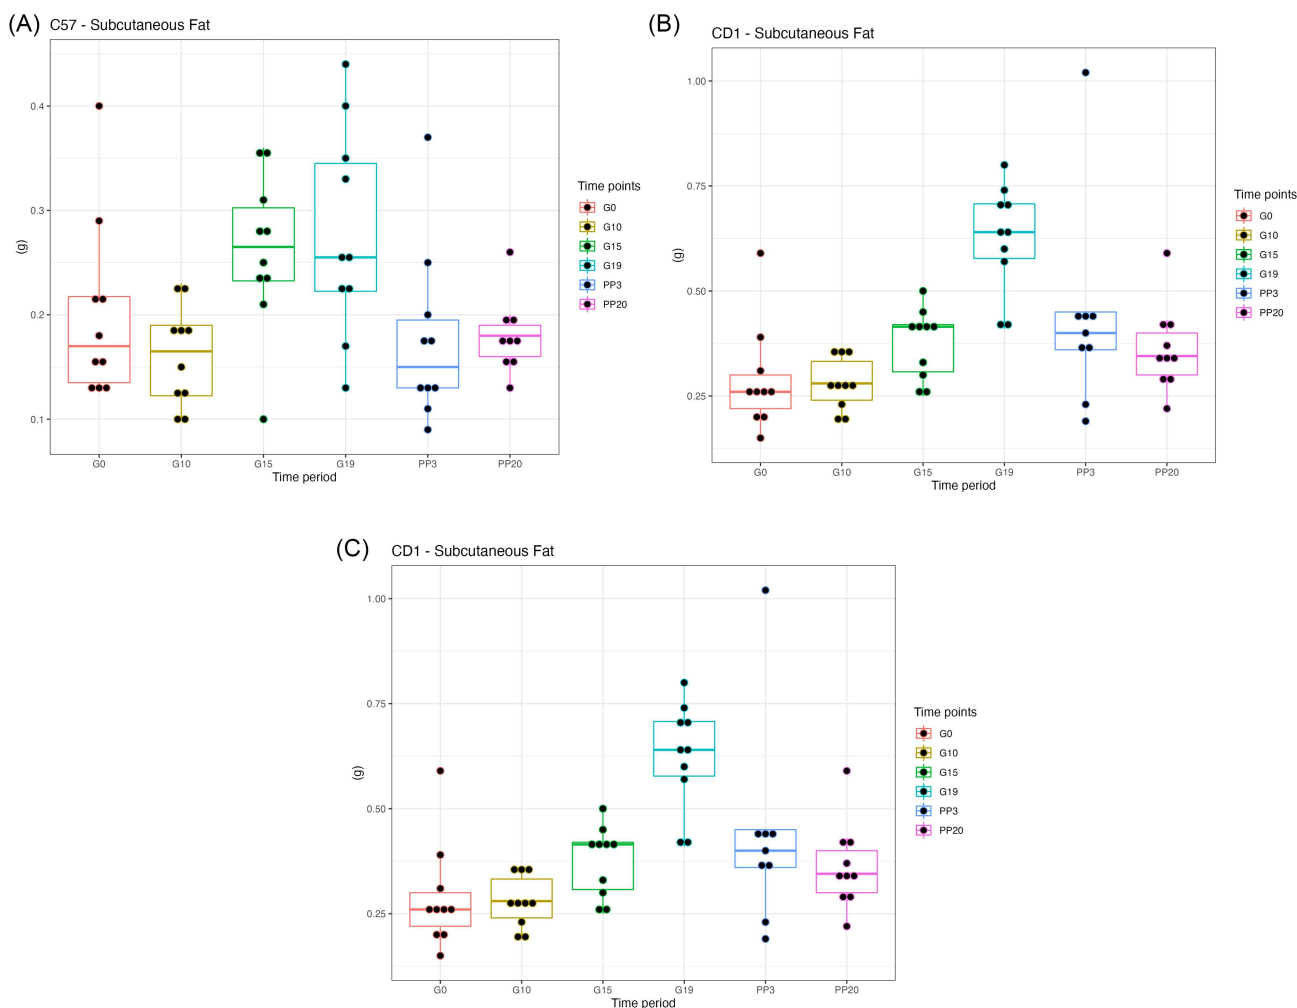 (A)
C57 - Subcutaneous Fat
0.4
0.3
0.2
0.1
(g)
G0 G10 G15 G19 PP3 PP20
Time period
Time points
G0
G10
G15
G19
PP3
PP20
(B)
CD1 - Subcutaneous Fat
1.00
0.75
0.50
0.25
(g)
G0 G10 G15 G19 PP3 PP20
Time period
Time points
G0
G10
G15
G19
PP3
PP20
(C)
CD1 - Subcutaneous Fat
1.00
0.75
0.50
0.25
(g)
G0 G10 G15 G19 PP3 PP20
Time period
Time points
G0
G10
G15
G19
PP3
PP20